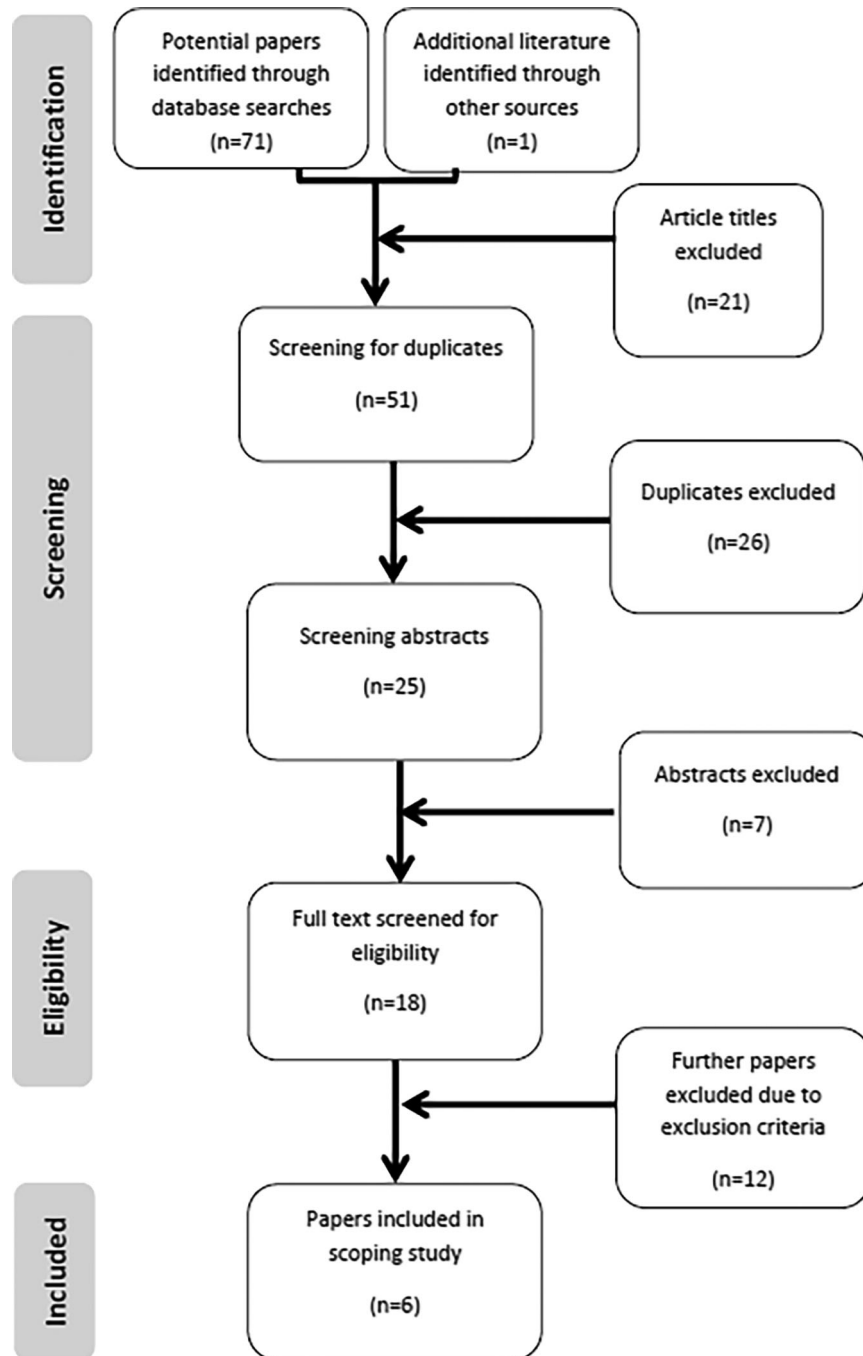 Identification
Potential papers
identified through
database searches
(n=71)
Additional literature
identified through
other sources
(n=1)
Article titles
excluded
(n=21)
Screening
Screening for duplicates
(n=51)
Duplicates excluded
(n=26)
Screening abstracts
(n=25)
Abstracts excluded
(n=7)
Eligibility
Full text screened for
eligibility
(n=18)
Further papers
excluded due to
exclusion criteria
(n=12)
Included
Papers included in
scoping study
(n=6)